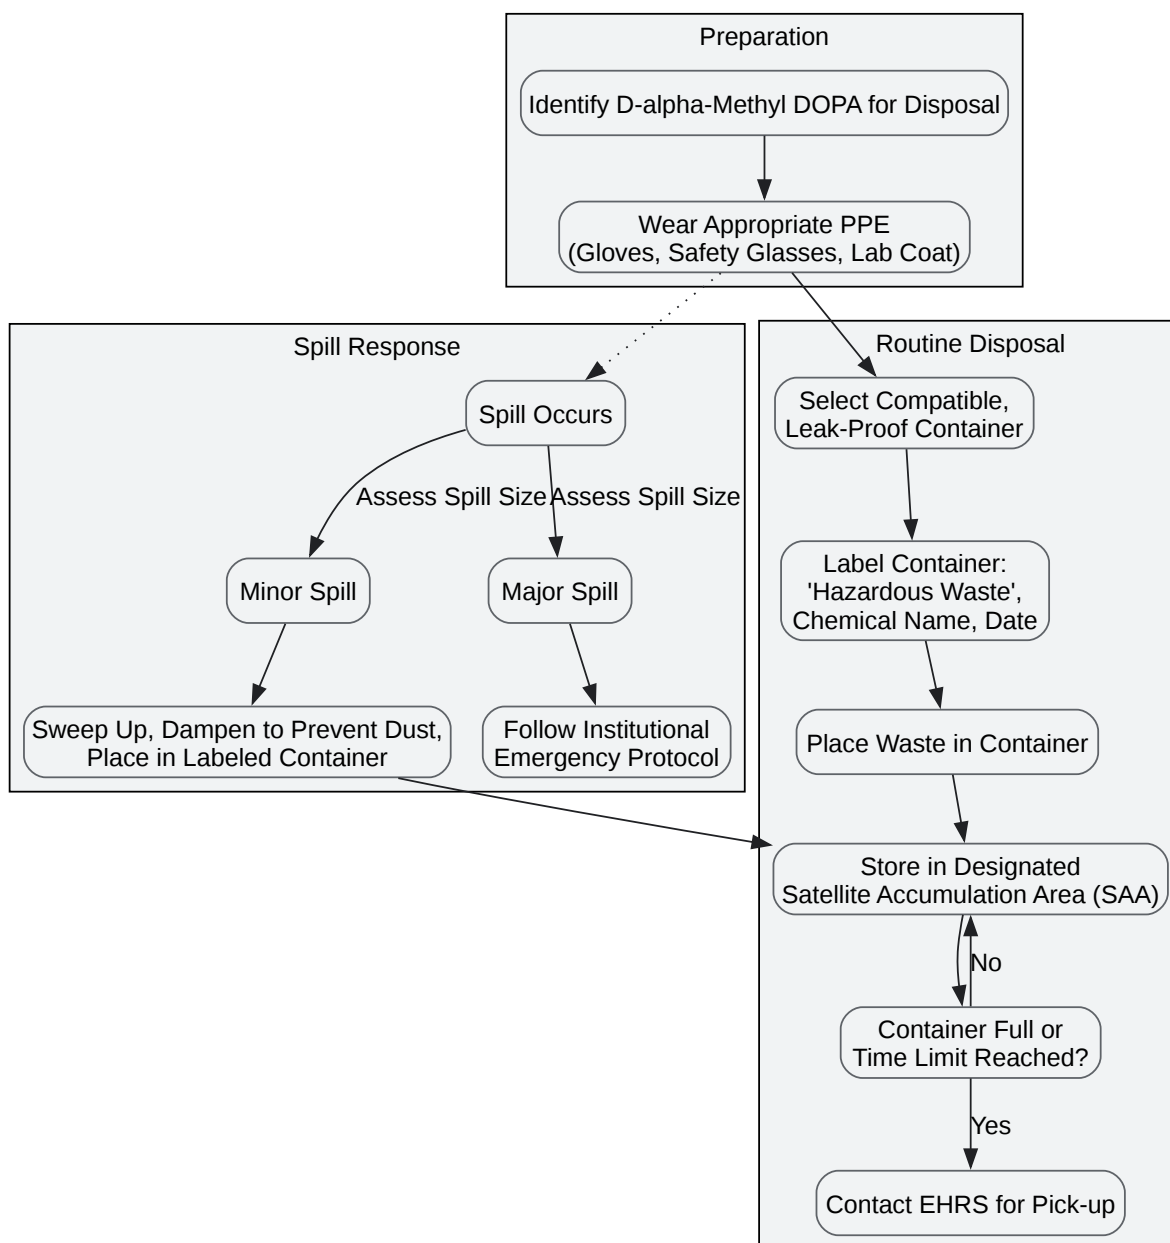 Preparation
Identify D-alpha-Methyl DOPA for Disposal
Wear Appropriate PPE
(Gloves, Safety Glasses, Lab Coat)
Spill Response
Spill Occurs
Assess Spill Size
Assess Spill Size
Minor Spill
Major Spill
Sweep Up, Dampen to Prevent Dust,
Place in Labeled Container
Follow Institutional
Emergency Protocol
Routine Disposal
Select Compatible,
Leak-Proof Container
Label Container:
'Hazardous Waste',
Chemical Name, Date
Place Waste in Container
Store in Designated
Satellite Accumulation Area (SAA)
No
Container Full or
Time Limit Reached?
Yes
Contact EHRS for Pick-up